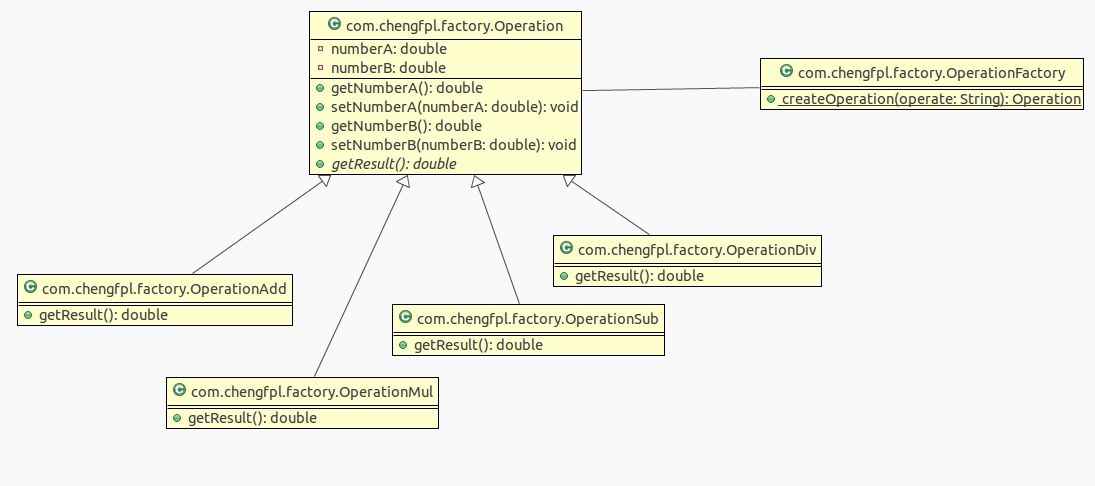 com.chengfpl.factory.Operation
numberA: double
numberB: double
getNumberA(): double
setNumberA(numberA: double): void
getNumberB(): double
setNumberB(numberB: double): void
getResult(): double
com.chengfpl.factory.OperationFactory
createOperation(operate: String): Operation
com.chengfpl.factory.OperationDiv
getResult(): double
com.chengfpl.factory.OperationAdd
getResult(): double
com.chengfpl.factory.OperationSub
getResult(): double
com.chengfpl.factory.OperationMul
getResult(): double